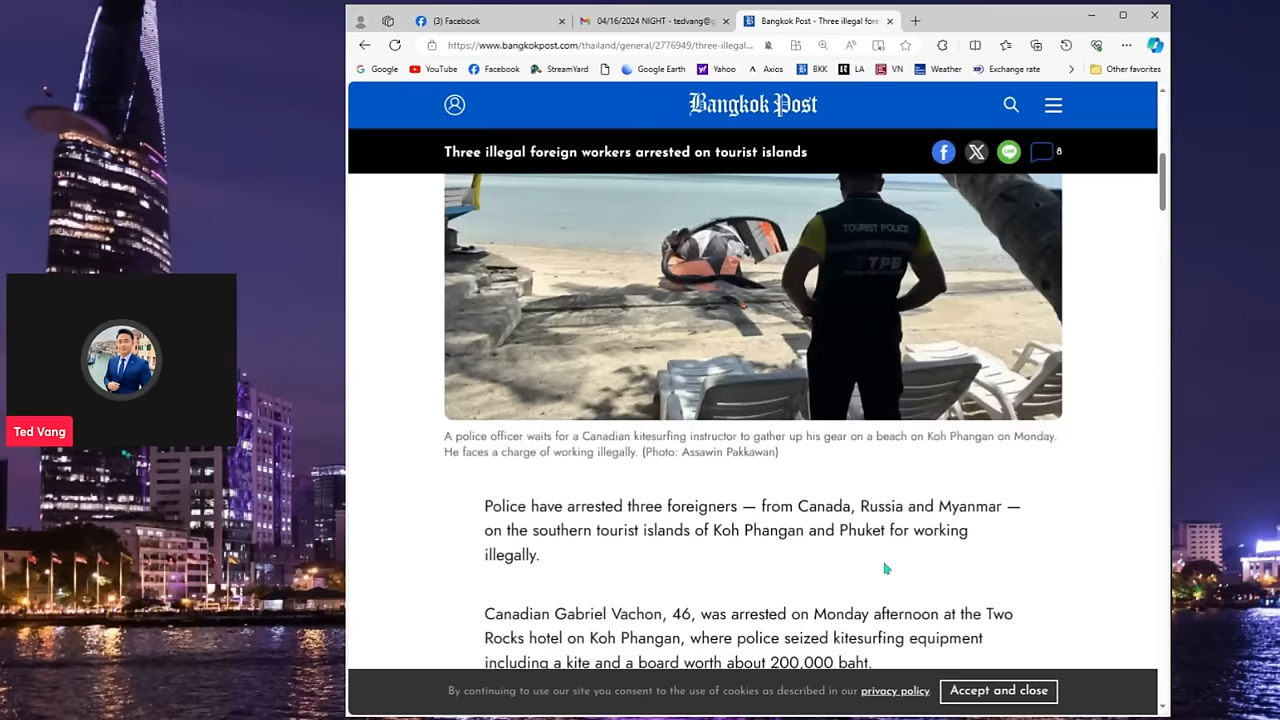 (3) Facebook
04/16/2024 NIGHT - tedvang@g
Bangkok Post - Three illegal fore
https://www.bangkokpost.com/thailand/general/2776949/three-illegal...
Google
YouTube
Facebook
StreamYard
Google Earth
Yahoo
Axios
BKK
LA
VN
Weather
Exchange rate
Other favorites
Bangkok Post
Three illegal foreign workers arrested on tourist islands
8
TOURIST POLICE
TPB
Ted Vang
A police officer waits for a Canadian kitesurfing instructor to gather up his gear on a beach on Koh Phangan on Monday.
He faces a charge of working illegally. (Photo: Assawin Pakkawan)
Police have arrested three foreigners — from Canada, Russia and Myanmar —
on the southern tourist islands of Koh Phangan and Phuket for working
illegally.
Canadian Gabriel Vachon, 46, was arrested on Monday afternoon at the Two
Rocks hotel on Koh Phangan, where police seized kitesurfing equipment
including a kite and a board worth about 200,000 baht.
By continuing to use our site you consent to the use of cookies as described in our privacy policy
Accept and close